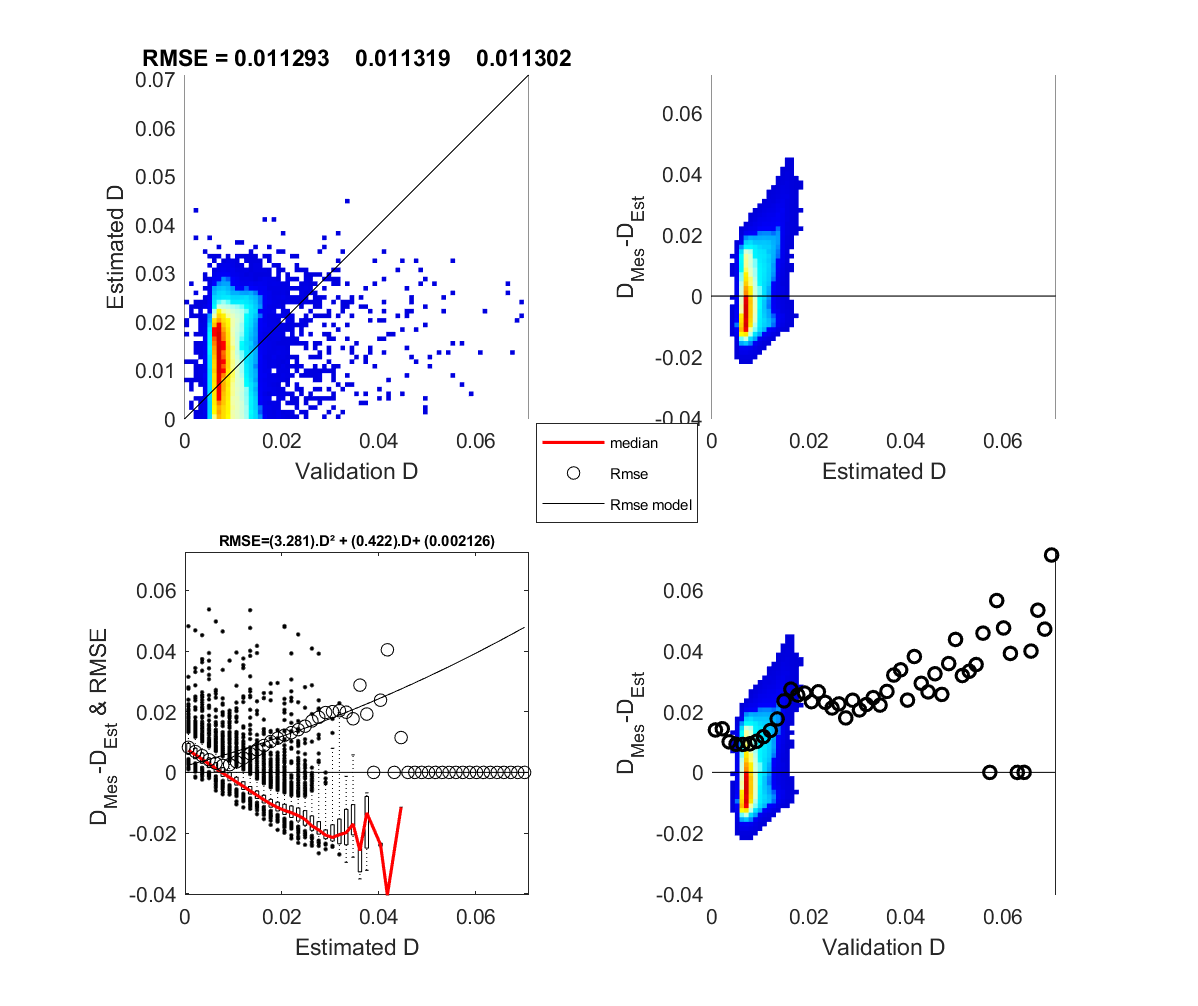 RMSE = 0.011293 0.011319 0.011302
0.07
0.06
0.05
0.04
0.03
0.02
0.01
0
Estimated D
0 0.02 0.04 0.06
Validation D
0.06
0.04
0.02
0
-0.02
-0.04
D_Mes-D_Est
0 0.02 0.04 0.06
Estimated D
median
Rmse
Rmse model
RMSE=(3.281).D² + (0.422).D+ (0.002126)
0.06
0.04
0.02
0
-0.02
-0.04
D_Mes-D_Est & RMSE
0 0.02 0.04 0.06
Estimated D
0.06
0.04
0.02
0
-0.02
-0.04
D_Mes-D_Est
0 0.02 0.04 0.06
Validation D